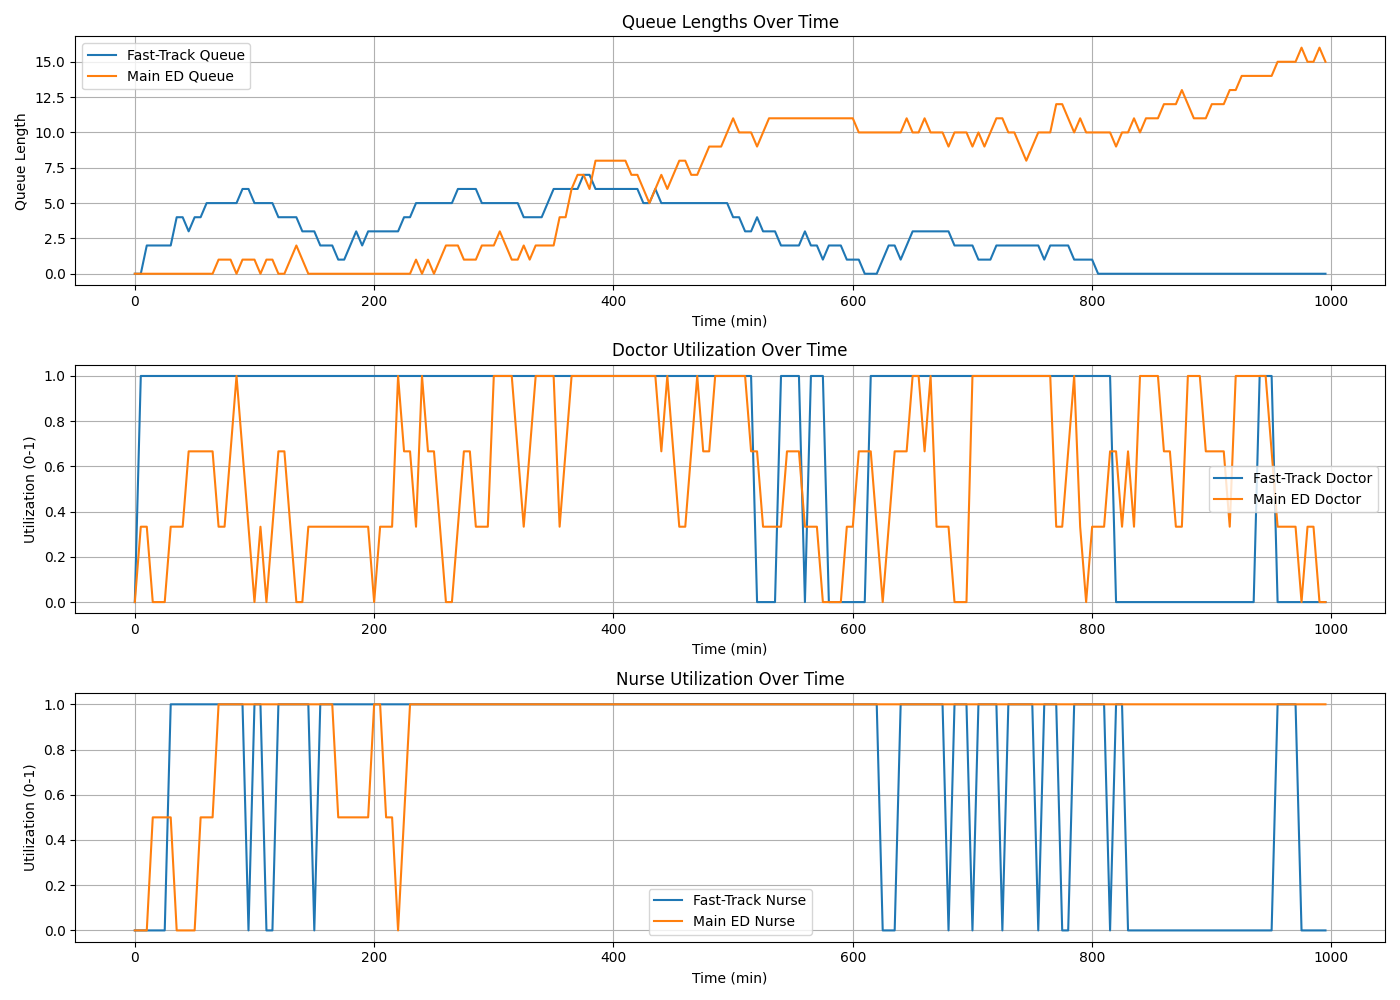 Queue Lengths Over Time
Queue Length
15.0
12.5
10.0
7.5
5.0
2.5
0.0
Fast-Track Queue
Main ED Queue
0 200 400 600 800 1000
Time (min)
Doctor Utilization Over Time
Utilization (0-1)
1.0
0.8
0.6
0.4
0.2
0.0
Fast-Track Doctor
Main ED Doctor
0 200 400 600 800 1000
Time (min)
Nurse Utilization Over Time
Utilization (0-1)
1.0
0.8
0.6
0.4
0.2
0.0
Fast-Track Nurse
Main ED Nurse
0 200 400 600 800 1000
Time (min)